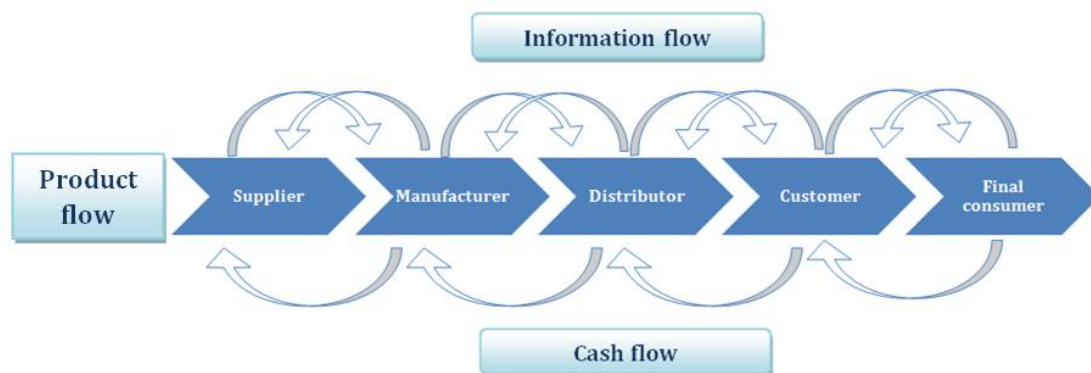 Information flow
Product
flow
Supplier
Manufacturer
Distributor
Customer
Final
consumer
Cash flow